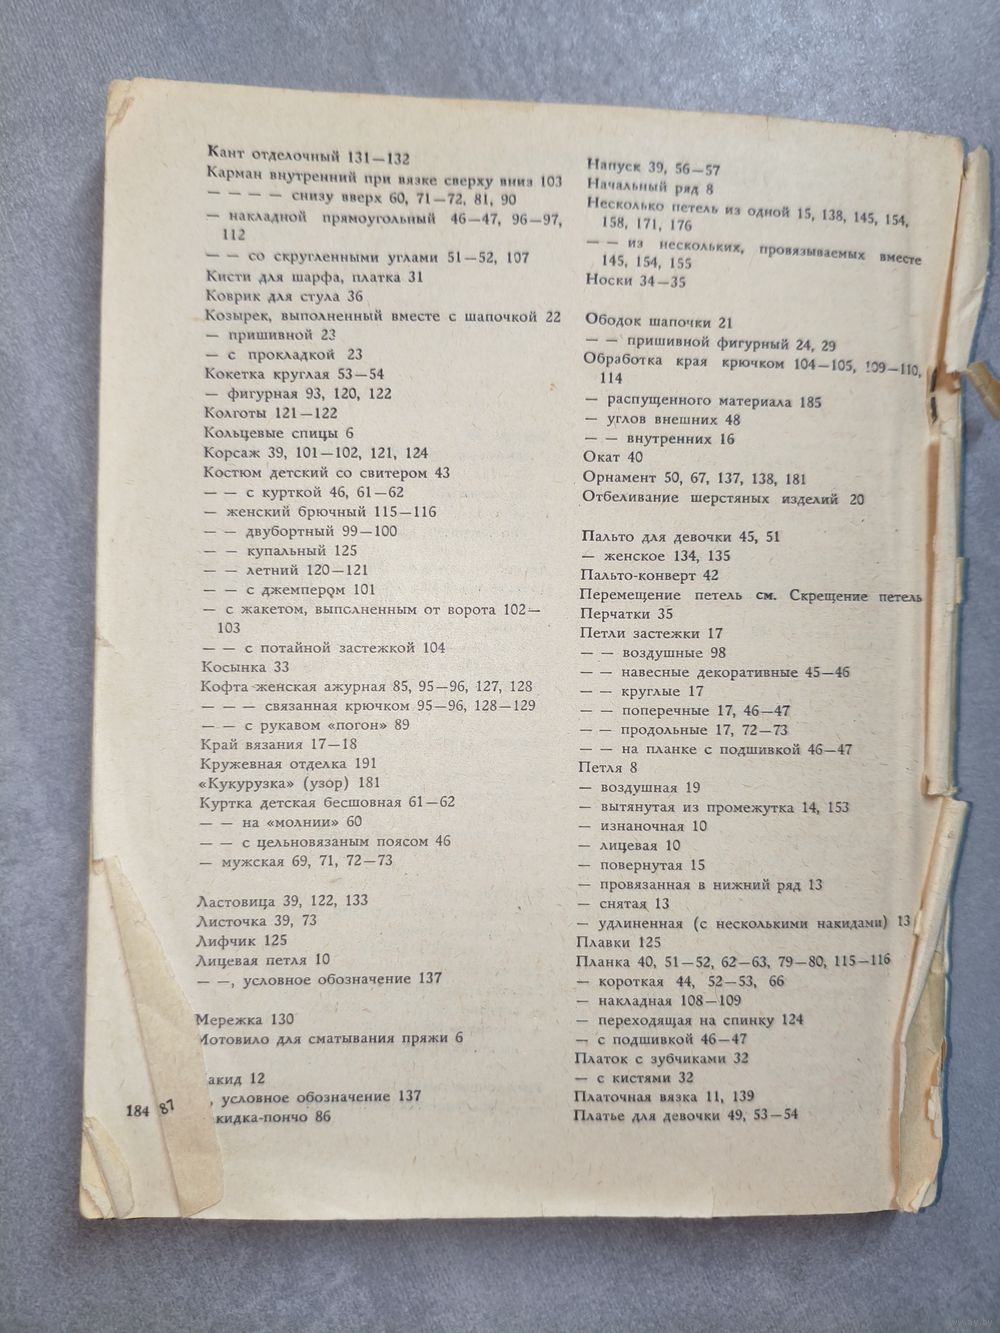 Кант отделочный 131—132
Карман внутренний при вязке сверху вниз 103
— — — — снизу вверх 60, 71—72, 81, 90
— накладной прямоугольный 46—47, 96—97,
112
— — со скругленными углами 51—52, 107
Кисти для шарфа, платка 31
Коврик для стула 36
Козырек, выполненный вместе с шапочкой 22
— пришивной 23
— с прокладкой 23
Кокетка круглая 53—54
— фигурная 93, 120, 122
Колготы 121—122
Кольцевые спицы 6
Корсаж 39, 101—102, 121, 124
Костюм детский со свитером 43
— — с курткой 46, 61—62
— женский брючный 115—116
— — двубортный 99—100
— — купальный 125
— — летний 120—121
— — с джемпером 101
— с жакетом, выполненным от ворота 102—
103
— — с потайной застежкой 104
Косынка 33
Кофта женская ажурная 85, 95—96, 127, 128
— — — связанная крючком 95—96, 128—129
— — с рукавом «погон» 89
Край вязания 17—18
Кружевная отделка 191
«Кукурузка» (узор) 181
Куртка детская бесшовная 61—62
— — на «молнии» 60
— — с цельновязаным поясом 46
— мужская 69, 71, 72—73
Ластовица 39, 122, 133
Листочка 39, 73
Лифчик 125
Лицевая петля 10
— —, условное обозначение 137
Мережка 130
Мотовило для сматывания пряжи 6
акид 12
, условное обозначение 137
кидка-пончо 86
184 87
Напуск 39, 56—57
Начальный ряд 8
Несколько петель из одной 15, 138, 145, 154,
158, 171, 176
— — из нескольких, провязываемых вместе
145, 154, 155
Носки 34—35
Ободок шапочки 21
— — пришивной фигурный 24, 29
Обработка края крючком 104—105, 109—110,
114
— распущенного материала 185
— углов внешних 48
— — внутренних 16
Окат 40
Орнамент 50, 67, 137, 138, 181
Отбеливание шерстяных изделий 20
Пальто для девочки 45, 51
— женское 134, 135
Пальто-конверт 42
Перемещение петель см. Скрещение петель
Перчатки 35
Петли застежки 17
— — воздушные 98
— — навесные декоративные 45—46
— — круглые 17
— — поперечные 17, 46—47
— — продольные 17, 72—73
— — на планке с подшивкой 46—47
Петля 8
— воздушная 19
— вытянутая из промежутка 14, 153
— изнаночная 10
— лицевая 10
— повернутая 15
— провязанная в нижний ряд 13
— снятая 13
— удлиненная (с несколькими накидами) 13
Плавки 125
Планка 40, 51—52, 62—63, 79—80, 115—116
— короткая 44, 52—53, 66
— накладная 108—109
— переходящая на спинку 124
— с подшивкой 46—47
Платок с зубчиками 32
— с кистями 32
Платочная вязка 11, 139
Платье для девочки 49, 53—54